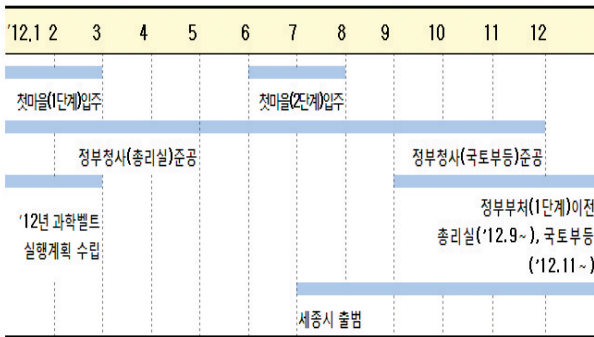 '12.1 2 3 4 5 6 7 8 9 10 11 12
첫마을(1단계)입주 첫마을(2단계)입주
정부청사(총리실)준공 정부청사(국토부등)준공
'12년 과학벨트
실행계획 수립
정부부처(1단계)이전
총리실('12.9~), 국토부등
('12.11~)
세종시 출범